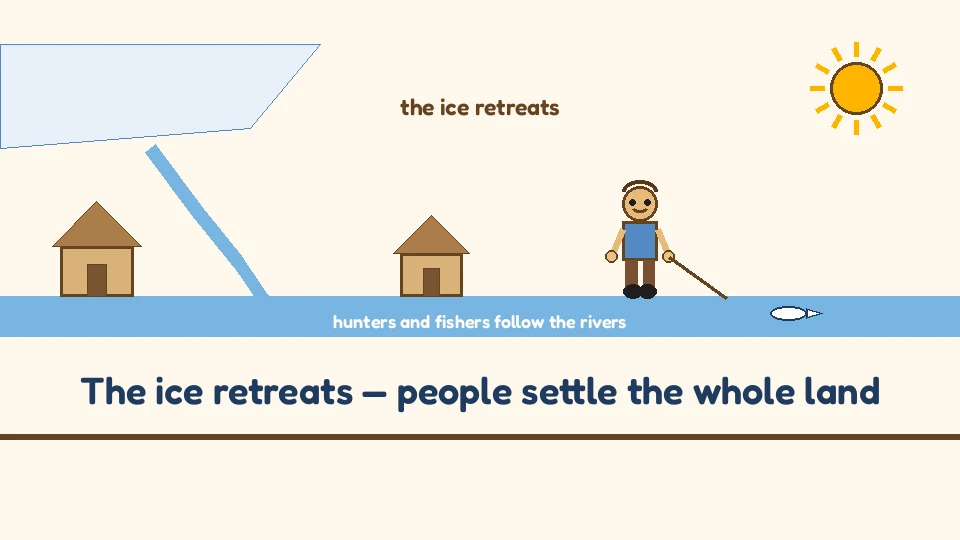 the ice retreats
hunters and fishers follow the rivers
The ice retreats — people settle the whole land